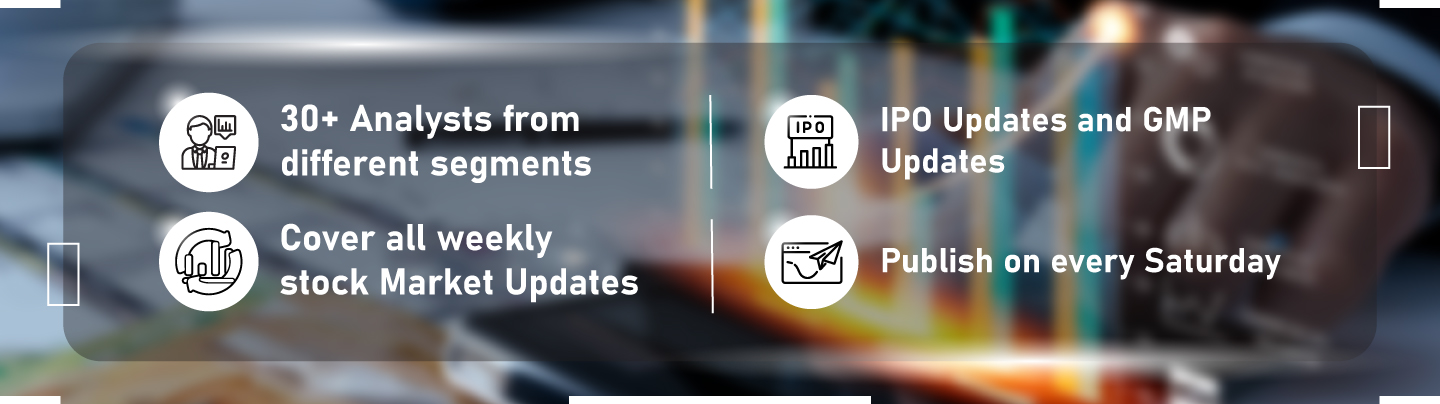 30+ Analysts from
different segments
IPO
IPO Updates and GMP
Updates
Cover all weekly
stock Market Updates
Publish on every Saturday